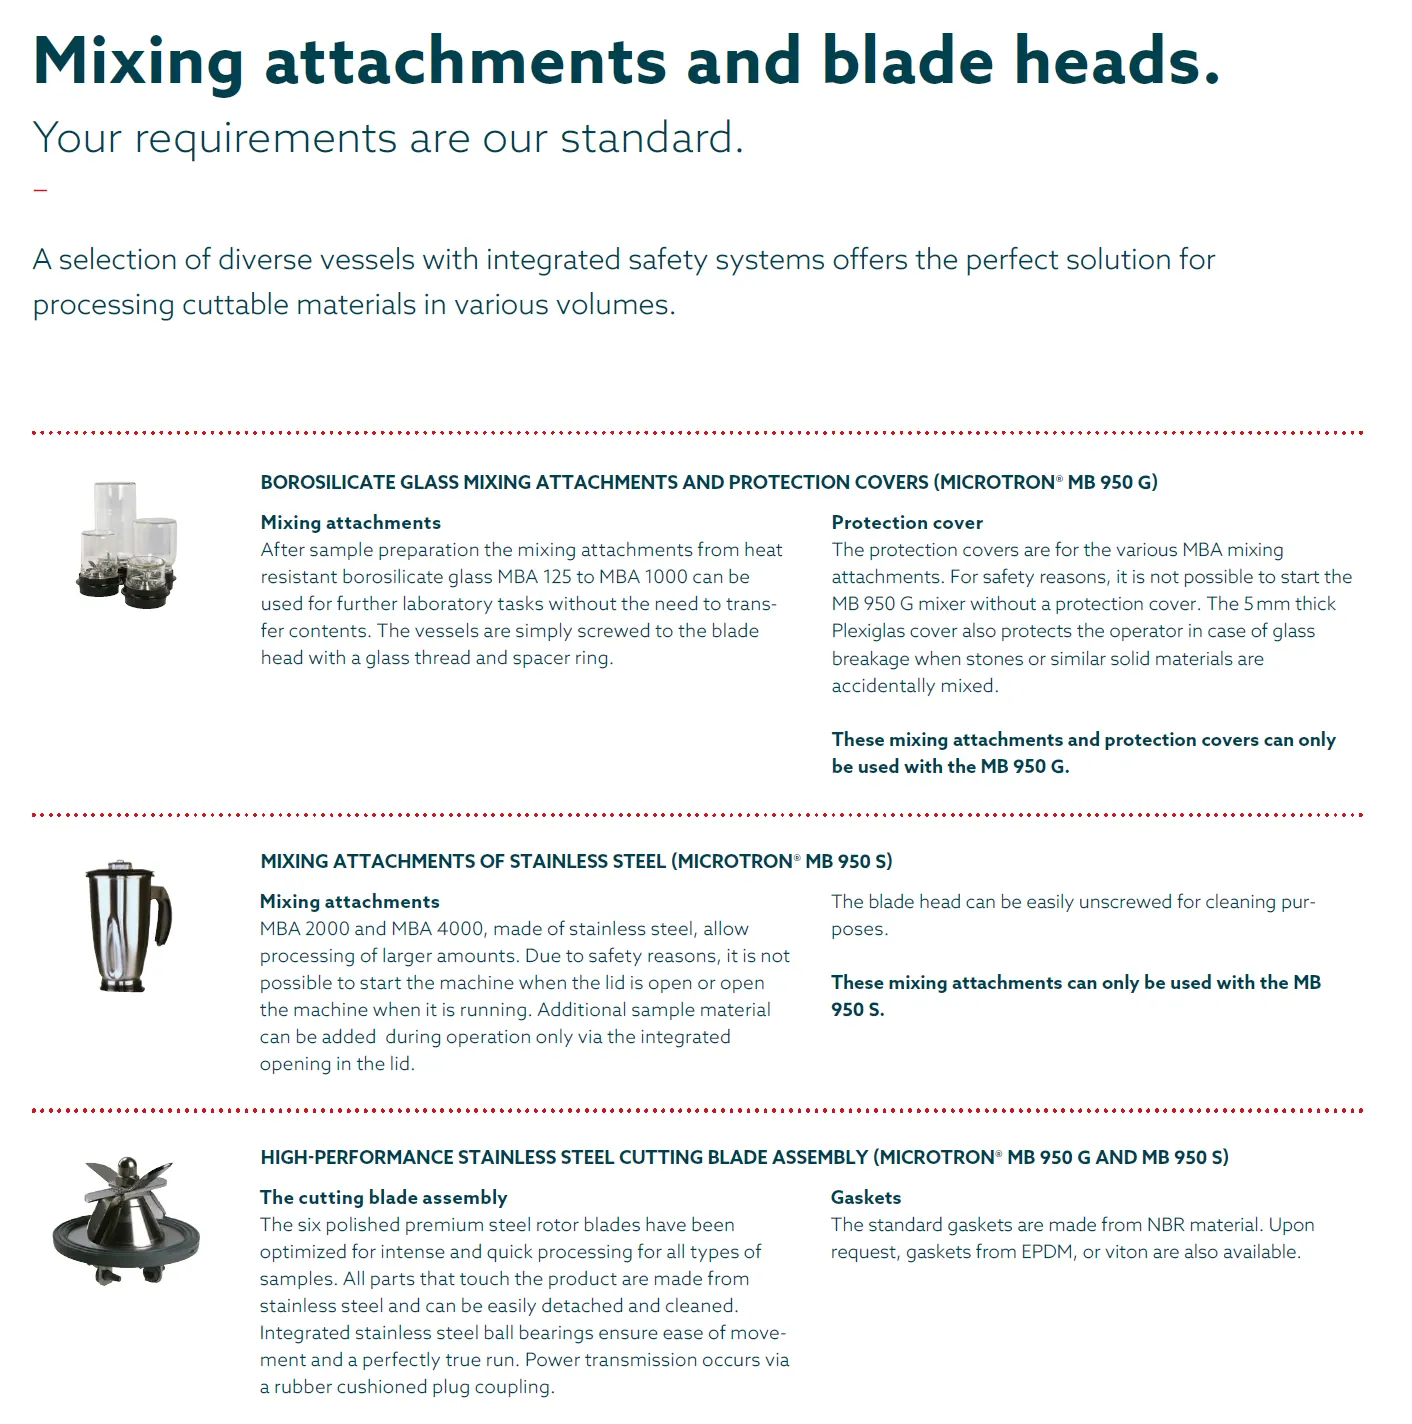 Mixing attachments and blade heads.
Your requirements are our standard.
–
A selection of diverse vessels with integrated safety systems offers the perfect solution for
processing cuttable materials in various volumes.
BOROSILICATE GLASS MIXING ATTACHMENTS AND PROTECTION COVERS (MICROTRON® MB 950 G)
Mixing attachments
After sample preparation the mixing attachments from heat
resistant borosilicate glass MBA 125 to MBA 1000 can be
used for further laboratory tasks without the need to trans-
fer contents. The vessels are simply screwed to the blade
head with a glass thread and spacer ring.
Protection cover
The protection covers are for the various MBA mixing
attachments. For safety reasons, it is not possible to start the
MB 950 G mixer without a protection cover. The 5 mm thick
Plexiglas cover also protects the operator in case of glass
breakage when stones or similar solid materials are
accidentally mixed.
These mixing attachments and protection covers can only
be used with the MB 950 G.
MIXING ATTACHMENTS OF STAINLESS STEEL (MICROTRON® MB 950 S)
Mixing attachments
MBA 2000 and MBA 4000, made of stainless steel, allow
processing of larger amounts. Due to safety reasons, it is not
possible to start the machine when the lid is open or open
the machine when it is running. Additional sample material
can be added during operation only via the integrated
opening in the lid.
The blade head can be easily unscrewed for cleaning pur-
poses.
These mixing attachments can only be used with the MB
950 S.
HIGH-PERFORMANCE STAINLESS STEEL CUTTING BLADE ASSEMBLY (MICROTRON® MB 950 G AND MB 950 S)
The cutting blade assembly
The six polished premium steel rotor blades have been
optimized for intense and quick processing for all types of
samples. All parts that touch the product are made from
stainless steel and can be easily detached and cleaned.
Integrated stainless steel ball bearings ensure ease of move-
ment and a perfectly true run. Power transmission occurs via
a rubber cushioned plug coupling.
Gaskets
The standard gaskets are made from NBR material. Upon
request, gaskets from EPDM, or viton are also available.